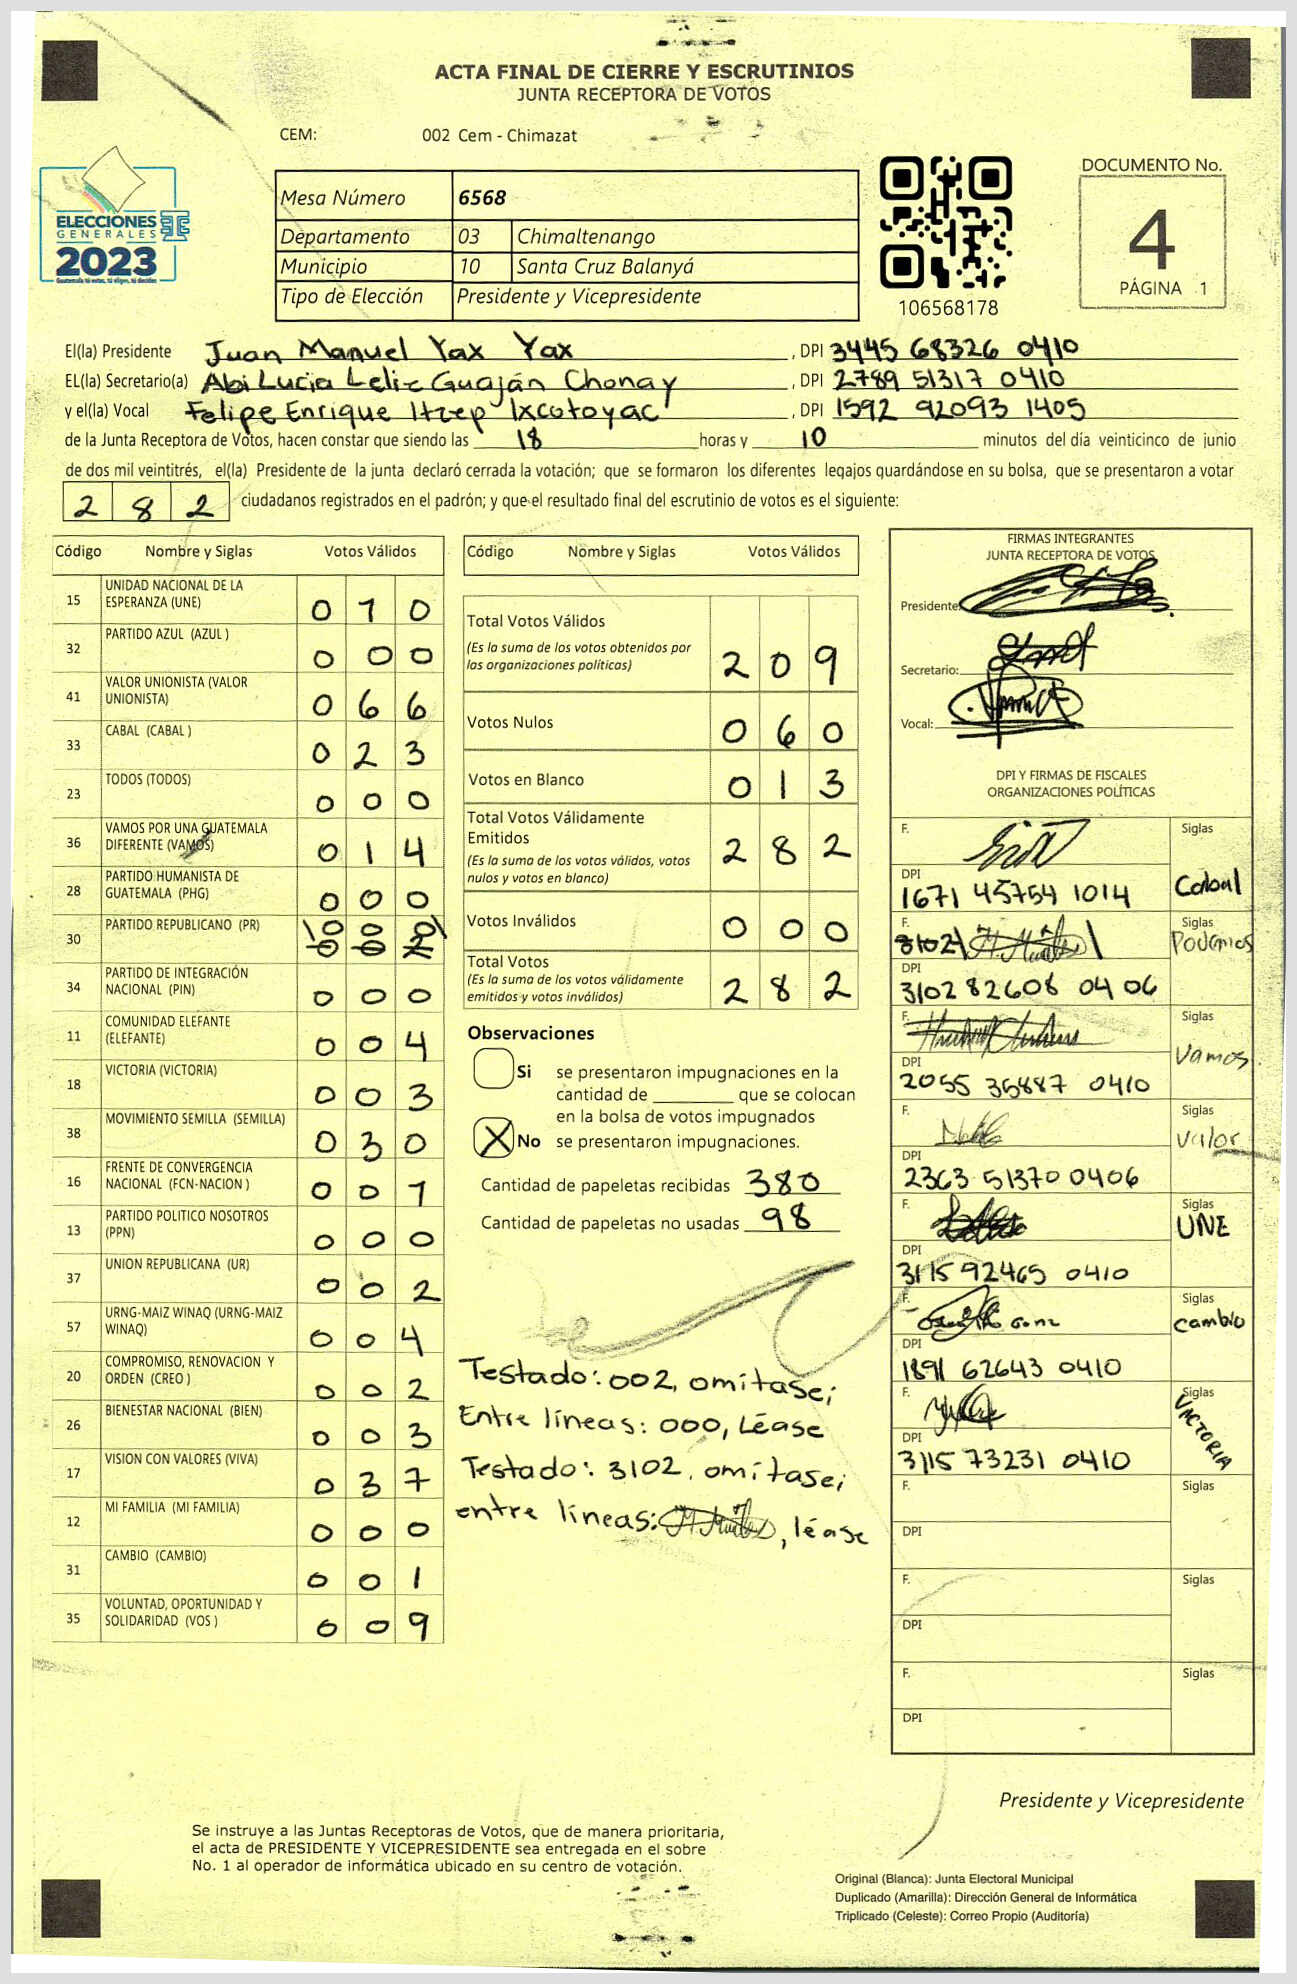 ACTA FINAL DE CIERRE Y ESCRUTINIOS
JUNTA RECEPTORA DE VOTOS
CEM: 002 Cem - Chimazat
ELECCIONES
GENERALES
2023
Guatemala tú estas, tú eliges, tú decides
Mesa Número 6568
Departamento 03 Chimaltenango
Municipio 10 Santa Cruz Balanyá
Tipo de Elección Presidente y Vicepresidente
106568178
DOCUMENTO No.
4
PÁGINA 1
El(la) Presidente Juan Manuel Yax Yax, DPI 3445 68326 0410
EL(la) Secretario(a) Abi Lucia Leliz Guaján Chonay, DPI 2789 51317 0410
y el(la) Vocal Felipe Enrique Itzep Ixcotoyac, DPI 1592 92093 1405
de la Junta Receptora de Votos, hacen constar que siendo las 18 horas y 10 minutos del día veinticinco de junio
de dos mil veintitrés, el(la) Presidente de la junta declaró cerrada la votación; que se formaron los diferentes legajos guardándose en su bolsa, que se presentaron a votar
282 ciudadanos registrados en el padrón; y que el resultado final del escrutinio de votos es el siguiente:
Código Nombre y Siglas Votos Válidos
15 UNIDAD NACIONAL DE LA ESPERANZA (UNE) 0 1 0
32 PARTIDO AZUL (AZUL ) 0 0 0
41 VALOR UNIONISTA (VALOR UNIONISTA) 0 6 6
33 CABAL (CABAL ) 0 2 3
23 TODOS (TODOS) 0 0 0
36 VAMOS POR UNA GUATEMALA DIFERENTE (VAMOS) 0 1 4
28 PARTIDO HUMANISTA DE GUATEMALA (PHG) 0 0 0
30 PARTIDO REPUBLICANO (PR) \0 0 0\ 0 0 2
34 PARTIDO DE INTEGRACIÓN NACIONAL (PIN) 0 0 0
11 COMUNIDAD ELEFANTE (ELEFANTE) 0 0 4
18 VICTORIA (VICTORIA) 0 0 3
38 MOVIMIENTO SEMILLA (SEMILLA) 0 3 0
16 FRENTE DE CONVERGENCIA NACIONAL (FCN-NACION ) 0 0 1
13 PARTIDO POLITICO NOSOTROS (PPN) 0 0 0
37 UNION REPUBLICANA (UR) 0 0 2
57 URNG-MAIZ WINAQ (URNG-MAIZ WINAQ) 0 0 4
20 COMPROMISO, RENOVACION Y ORDEN (CREO ) 0 0 2
26 BIENESTAR NACIONAL (BIEN) 0 0 3
17 VISION CON VALORES (VIVA) 0 3 7
12 MI FAMILIA (MI FAMILIA) 0 0 0
31 CAMBIO (CAMBIO) 0 0 1
35 VOLUNTAD, OPORTUNIDAD Y SOLIDARIDAD (VOS ) 0 0 9
Código Nombre y Siglas Votos Válidos
Total Votos Válidos 2 0 9
(Es la suma de los votos obtenidos por
las organizaciones políticas)
Votos Nulos 0 6 0
Votos en Blanco 0 1 3
Total Votos Válidamente
Emitidos 2 8 2
(Es la suma de los votos válidos, votos
nulos y votos en blanco)
Votos Inválidos 0 0 0
Total Votos 2 8 2
(Es la suma de los votos válidamente
emitidos y votos inválidos)
Observaciones
Si se presentaron impugnaciones en la
cantidad de ________ que se colocan
en la bolsa de votos impugnados
X No se presentaron impugnaciones.
Cantidad de papeletas recibidas 380
Cantidad de papeletas no usadas 98
Testado: 002, omítase;
Entre líneas: 000, Léase
Testado: 3102, omítase;
entre líneas: , léase
FIRMAS INTEGRANTES
JUNTA RECEPTORA DE VOTOS
Presidente:
Secretario:
Vocal:
DPI Y FIRMAS DE FISCALES
ORGANIZACIONES POLÍTICAS
F. Siglas
DPI
1671 45754 1014 Cabal
F. 3102 Siglas
Podemos
DPI
3102 82608 0406
F. Siglas
Vamos
DPI
2055 35887 0410
F. Siglas
Valor
DPI
2363 51370 0406
F. Siglas
UNE
DPI
3115 92465 0410
F. Siglas
cambio
DPI
1891 62643 0410
F. Siglas
VICTORIA
DPI
3115 73231 0410
F. Siglas
DPI
F. Siglas
DPI
F. Siglas
DPI
Presidente y Vicepresidente
Se instruye a las Juntas Receptoras de Votos, que de manera prioritaria,
el acta de PRESIDENTE Y VICEPRESIDENTE sea entregada en el sobre
No. 1 al operador de informática ubicado en su centro de votación.
Original (Blanca): Junta Electoral Municipal
Duplicado (Amarilla): Dirección General de Informática
Triplicado (Celeste): Correo Propio (Auditoría)